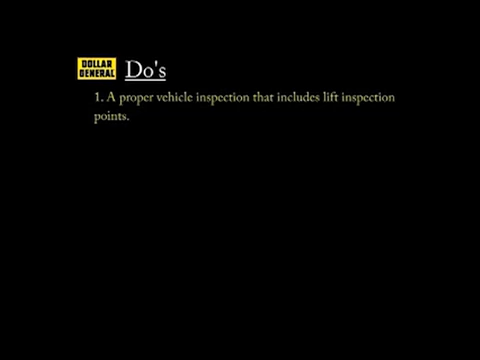 DOLLAR
GENERAL
Do's
1. A proper vehicle inspection that includes lift inspection
points.